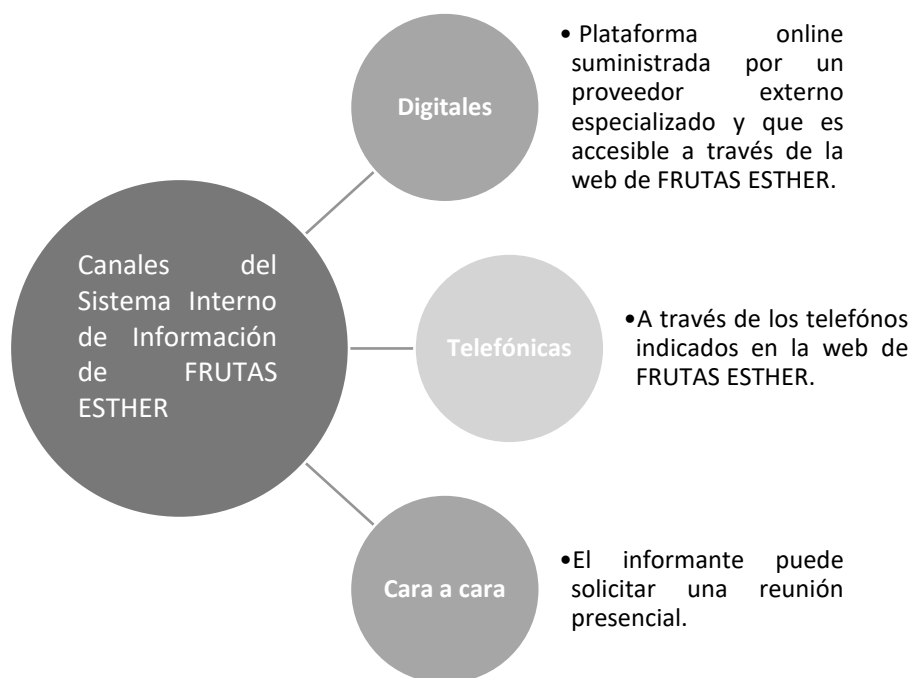 Canales del
Sistema Interno
de Información
de FRUTAS
ESTHER
Digitales
• Plataforma online
suministrada por un
proveedor externo
especializado y que es
accesible a través de la
web de FRUTAS ESTHER.
Telefónicas
•A través de los telefónos
indicados en la web de
FRUTAS ESTHER.
Cara a cara
•El informante puede
solicitar una reunión
presencial.